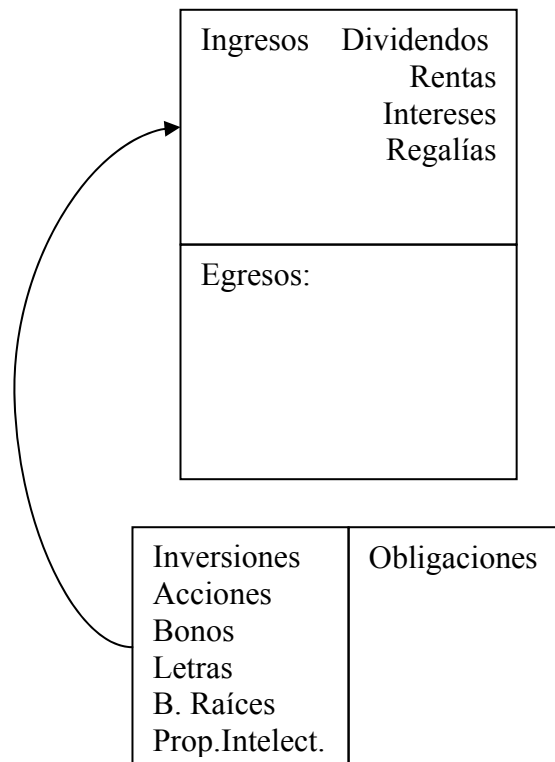 Ingresos Dividendos
Rentas
Intereses
Regalías
Egresos:
Inversiones
Acciones
Bonos
Letras
B. Raíces
Prop.Intelect.
Obligaciones